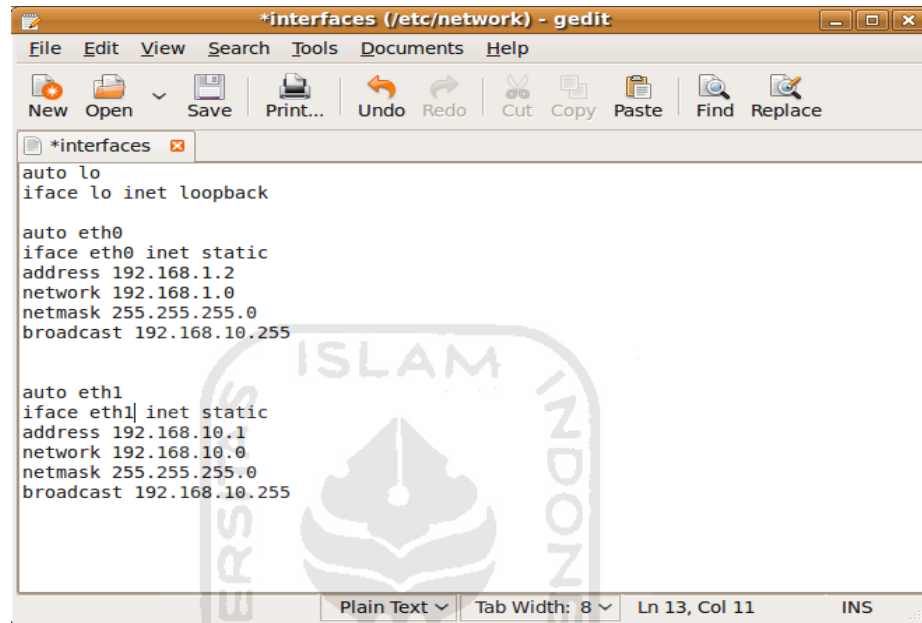 *interfaces (/etc/network) - gedit
File Edit View Search Tools Documents Help
New Open Save Print... Undo Redo Cut Copy Paste Find Replace
*interfaces
auto lo
iface lo inet loopback
auto eth0
iface eth0 inet static
address 192.168.1.2
network 192.168.1.0
netmask 255.255.255.0
broadcast 192.168.10.255
auto eth1
iface eth1 inet static
address 192.168.10.1
network 192.168.10.0
netmask 255.255.255.0
broadcast 192.168.10.255
ISLAM
INDONE
ERSITAS
Plain Text Tab Width: 8 Ln 13, Col 11 INS